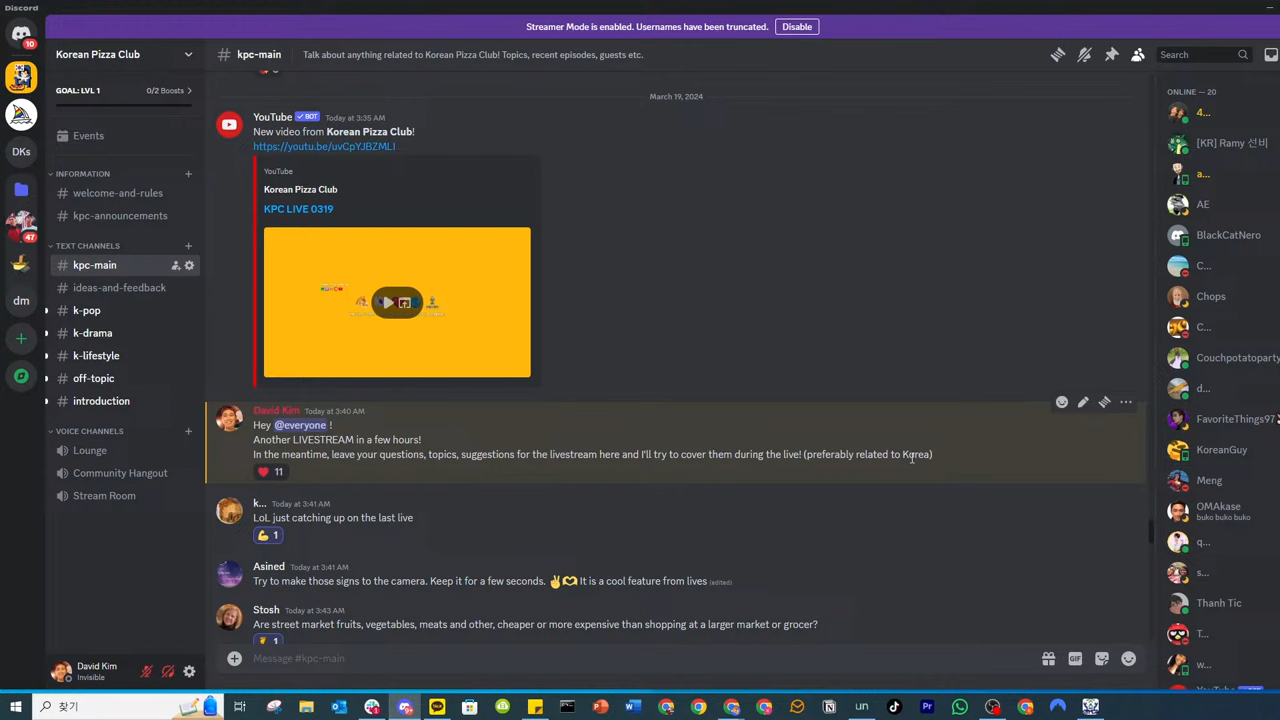 Discord
Streamer Mode is enabled. Usernames have been truncated.
Disable
10
DKs
47
dm
Korean Pizza Club
GOAL: LVL 1
0/2 Boosts
Events
INFORMATION
welcome-and-rules
kpc-announcements
TEXT CHANNELS
kpc-main
ideas-and-feedback
k-pop
k-drama
k-lifestyle
off-topic
introduction
VOICE CHANNELS
Lounge
Community Hangout
Stream Room
David Kim
Invisible
kpc-main
Talk about anything related to Korean Pizza Club! Topics, recent episodes, guests etc.
Search
March 19, 2024
YouTube ✓ BOT Today at 3:35 AM
New video from Korean Pizza Club!
https://youtu.be/uvCpYJBZMLI
YouTube
Korean Pizza Club
KPC LIVE 0319
David Kim Today at 3:40 AM
Hey @everyone !
Another LIVESTREAM in a few hours!
In the meantime, leave your questions, topics, suggestions for the livestream here and I'll try to cover them during the live! (preferably related to Korea)
11
k... Today at 3:41 AM
LoL just catching up on the last live
1
Asined Today at 3:41 AM
Try to make those signs to the camera. Keep it for a few seconds. ✌️🫶 It is a cool feature from lives (edited)
Stosh Today at 3:43 AM
Are street market fruits, vegetables, meats and other, cheaper or more expensive than shopping at a larger market or grocer?
1
Message #kpc-main
GIF
ONLINE — 20
4...
[KR] Ramy 선비
a...
AE
BlackCatNero
C...
Chops
C...
Couchpotatoparty
d...
FavoriteThings97
KoreanGuy
Meng
OMAkase
buko buko buko
q...
s...
Thanh Tic
T...
w...
찾기
un